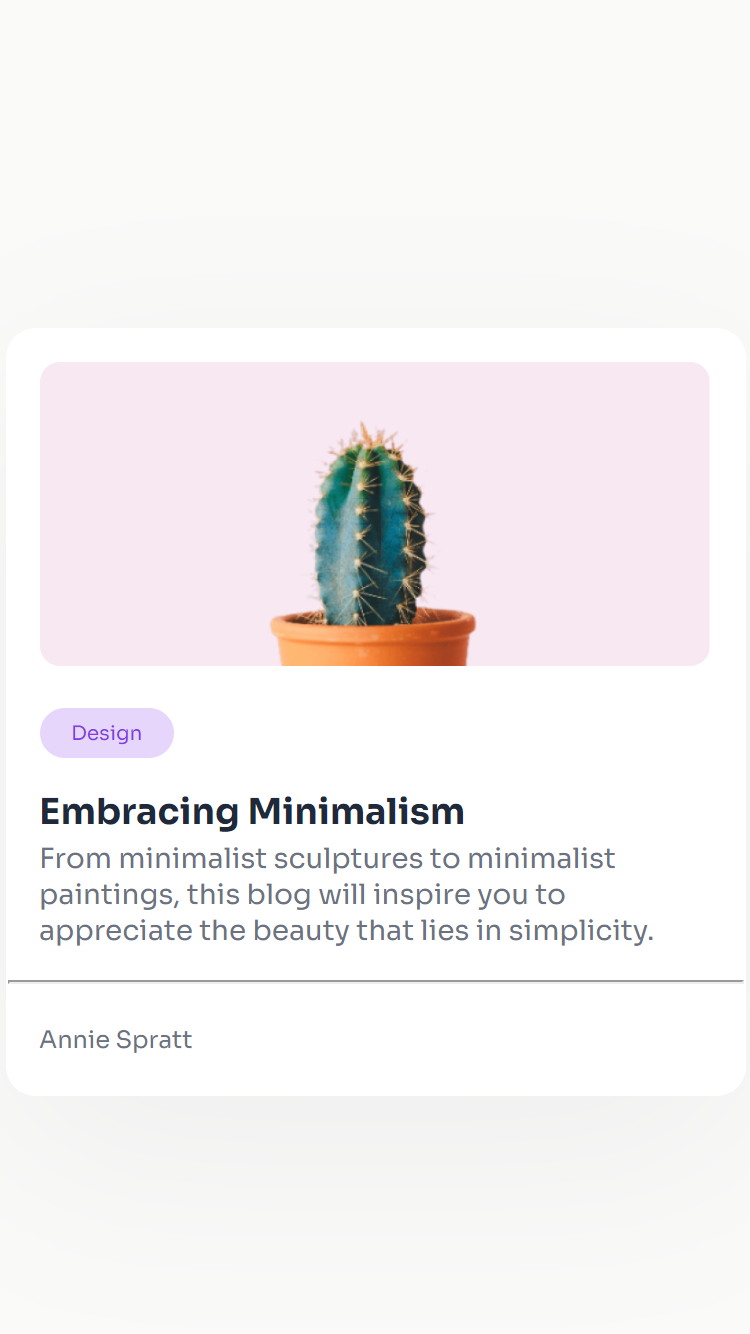 Design
Embracing Minimalism
From minimalist sculptures to minimalist
paintings, this blog will inspire you to
appreciate the beauty that lies in simplicity.
Annie Spratt